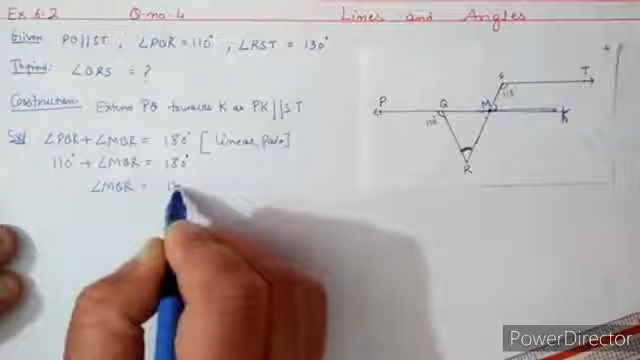 Ex 6.2 Q.no.4 Lines and Angles
Given: PQ||ST, ∠PQR=110°, ∠RST = 130°
To find: ∠QRS = ?
Construction: Extend PQ towards K as PK||ST
Sol ∠PQR+∠MQR = 180° [Linear Pair]
110° + ∠MQR = 180°
∠MQR = 18
P Q M K
S T
110°
R
PowerDirector